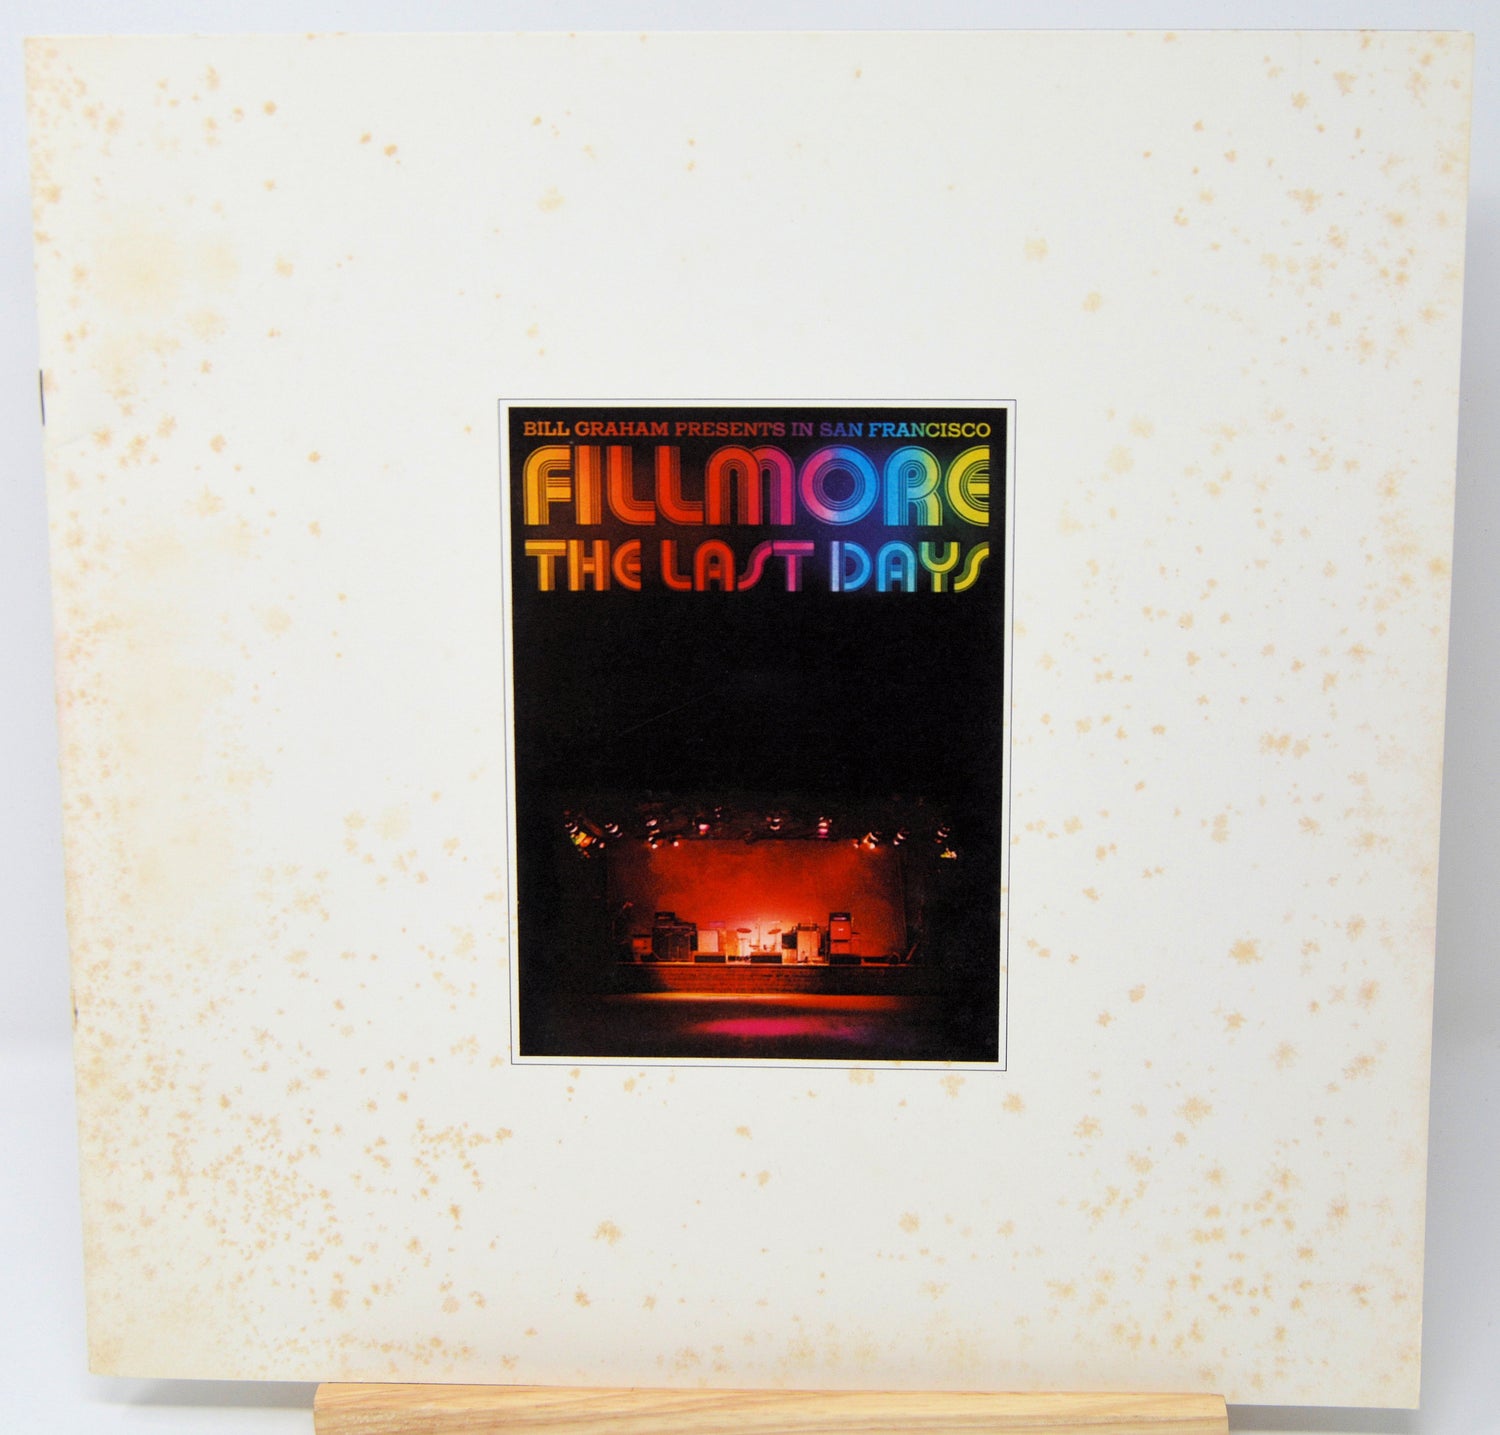 BILL GRAHAM PRESENTS IN SAN FRANCISCO
FILLMORE
THE LAST DAYS